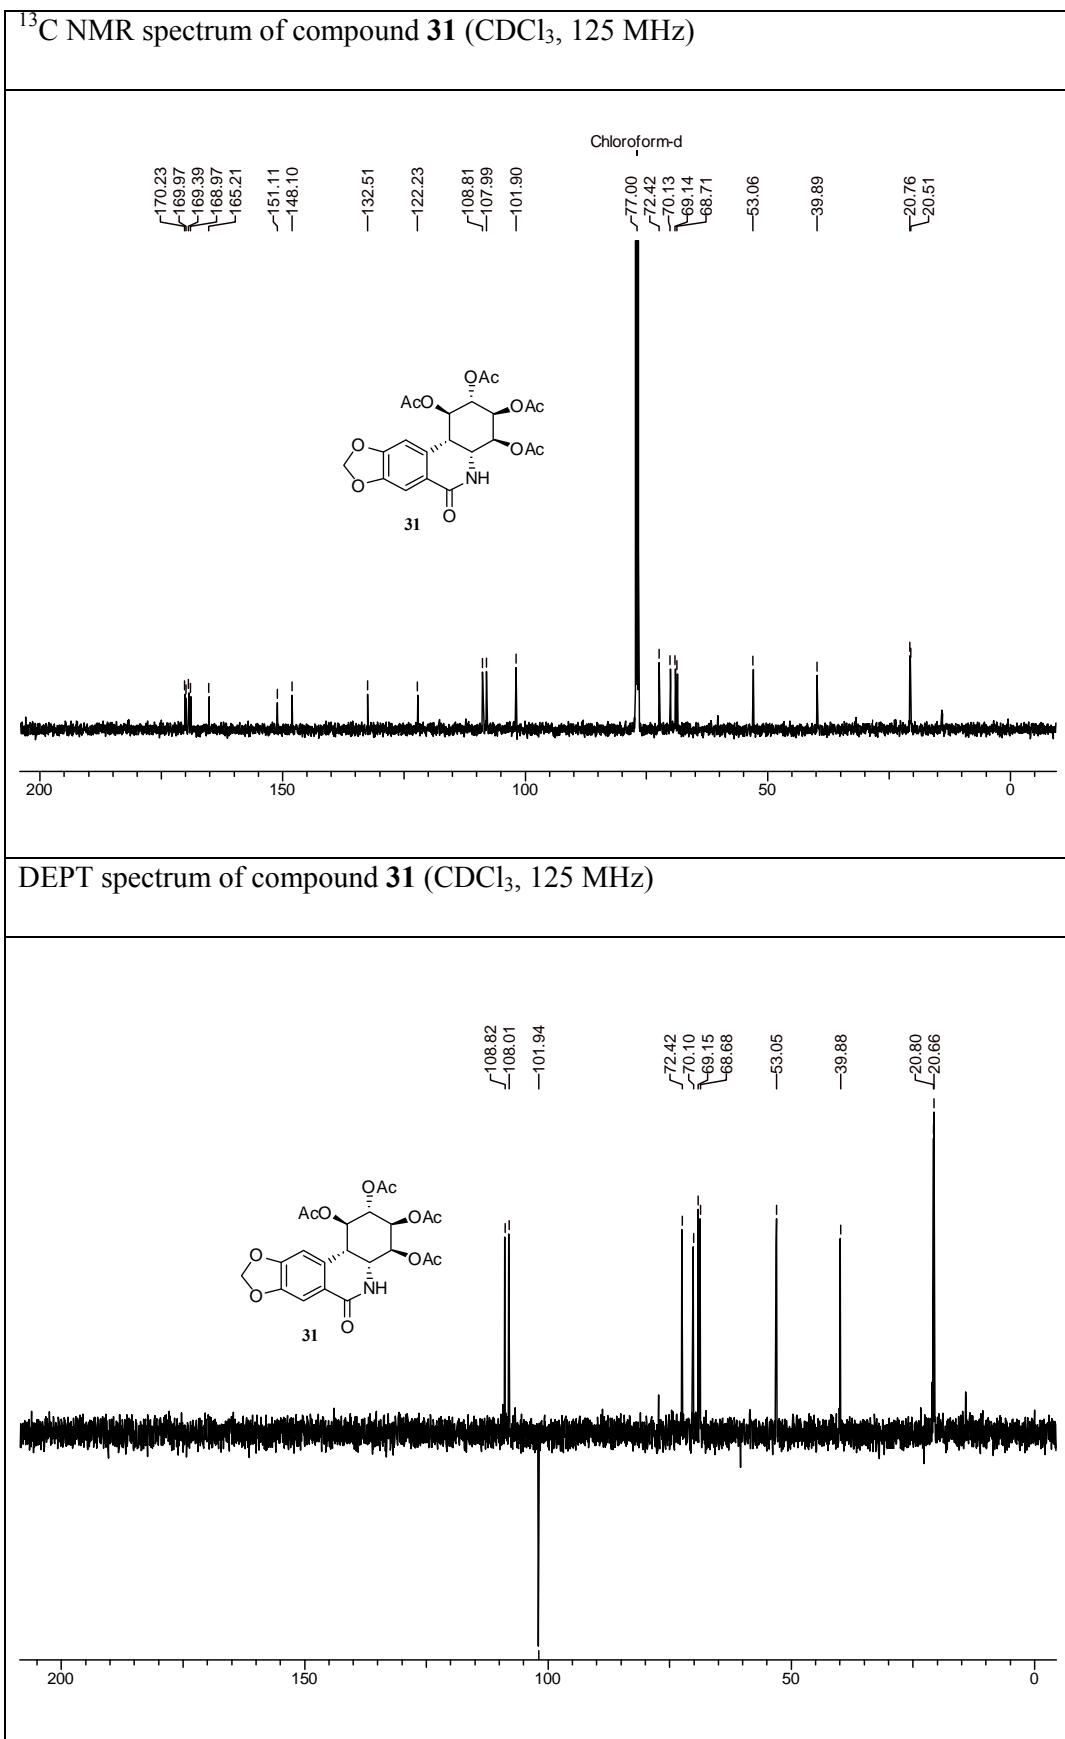 ¹³C NMR spectrum of compound 31 (CDCl₃, 125 MHz)
Chloroform-d
170.23
169.97
169.39
168.97
165.21
151.11
148.10
132.51
122.23
108.81
107.99
101.90
77.00
72.42
70.13
69.14
68.71
53.06
39.89
20.76
20.51
OAc
AcO
OAc
OAc
O
O
NH
O
31
200 150 100 50 0
DEPT spectrum of compound 31 (CDCl₃, 125 MHz)
108.82
108.01
101.94
72.42
70.10
69.15
68.68
53.05
39.88
20.80
20.66
OAc
AcO
OAc
OAc
O
O
NH
O
31
200 150 100 50 0